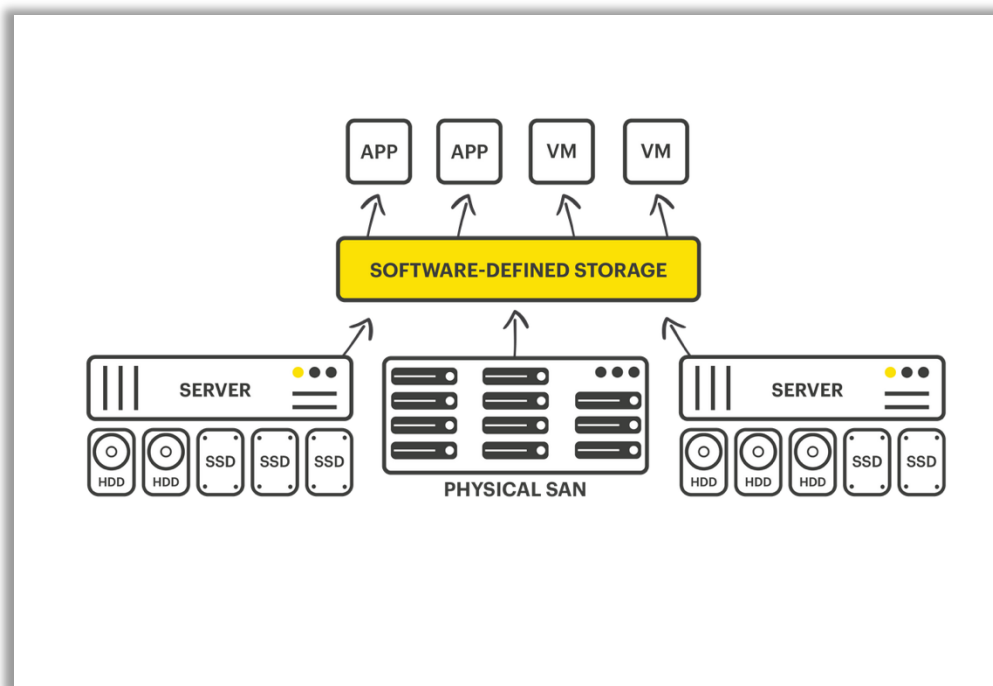 APP APP VM VM
SOFTWARE-DEFINED STORAGE
SERVER
HDD HDD SSD SSD SSD
PHYSICAL SAN
SERVER
HDD HDD HDD SSD SSD